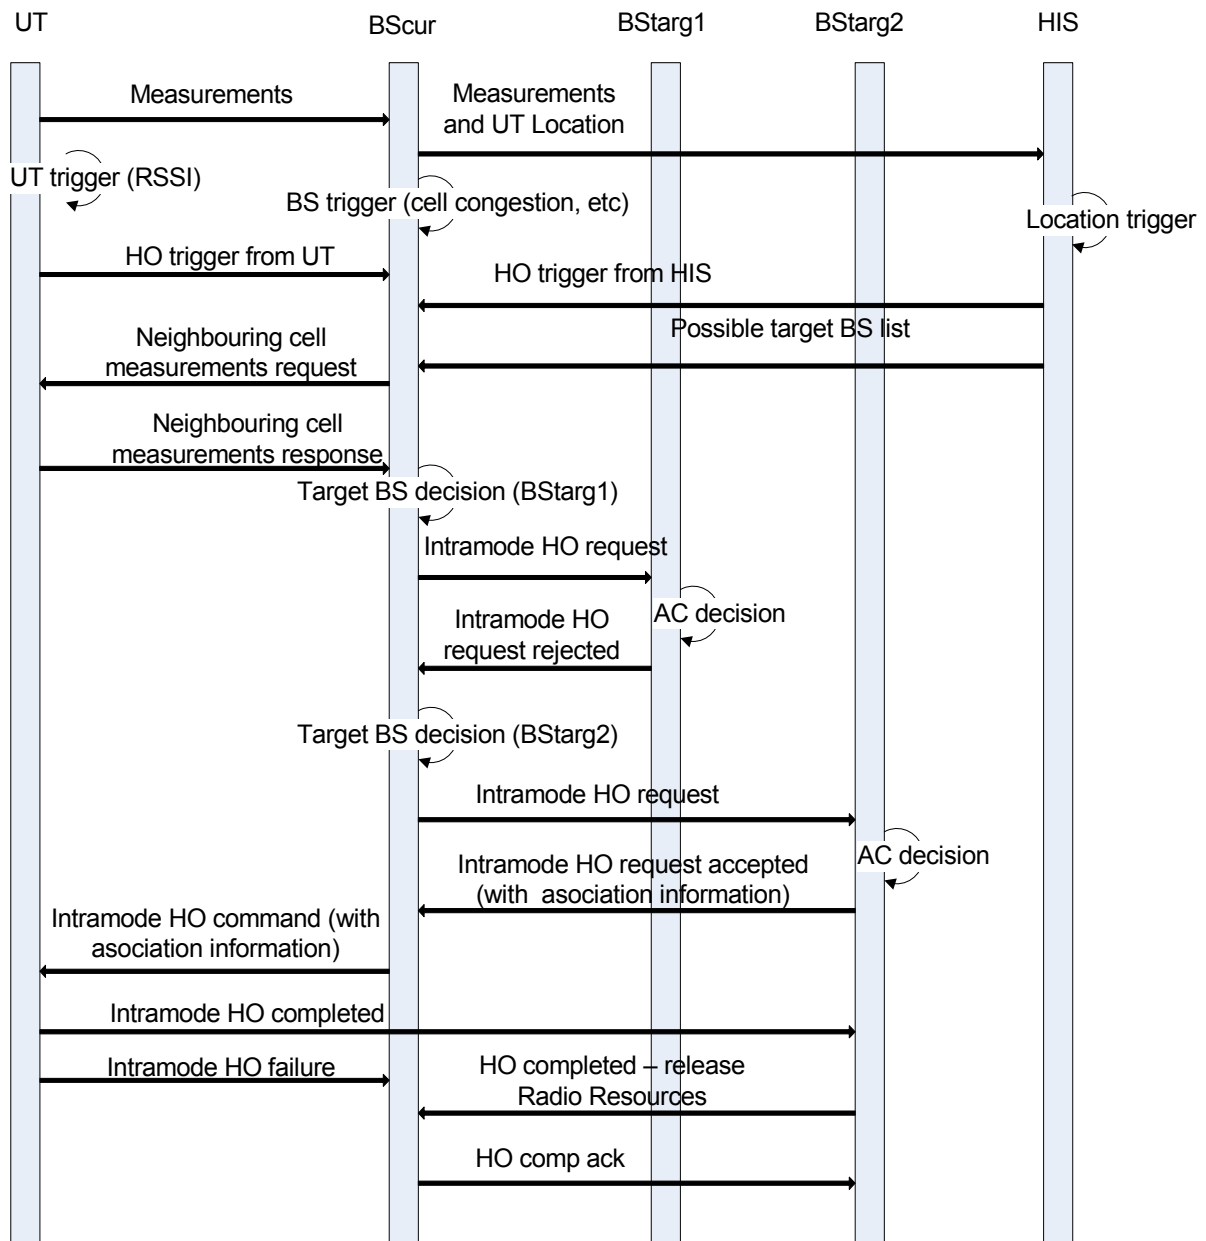 UT
BScur
BStarg1
BStarg2
HIS
Measurements
Measurements
and UT Location
UT trigger (RSSI)
BS trigger (cell congestion, etc)
Location trigger
HO trigger from UT
HO trigger from HIS
Possible target BS list
Neighbouring cell
measurements request
Neighbouring cell
measurements response
Target BS decision (BStarg1)
Intramode HO request
AC decision
Intramode HO
request rejected
Target BS decision (BStarg2)
Intramode HO request
AC decision
Intramode HO request accepted
(with asociation information)
Intramode HO command (with
asociation information)
Intramode HO completed
Intramode HO failure
HO completed – release
Radio Resources
HO comp ack